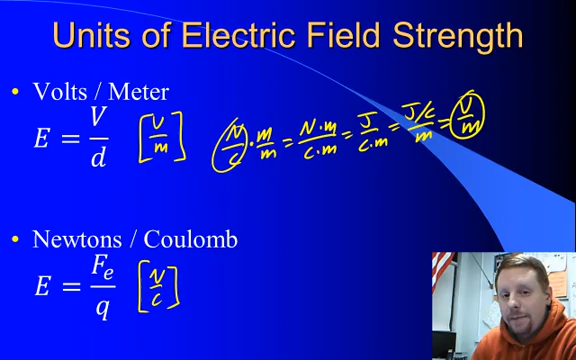 Units of Electric Field Strength
• Volts / Meter
E = V/d [V/m] N/C · m/m = N·m/C·m = J/C·m = J/C/m = V/m
• Newtons / Coulomb
E = Fe/q [N/C]